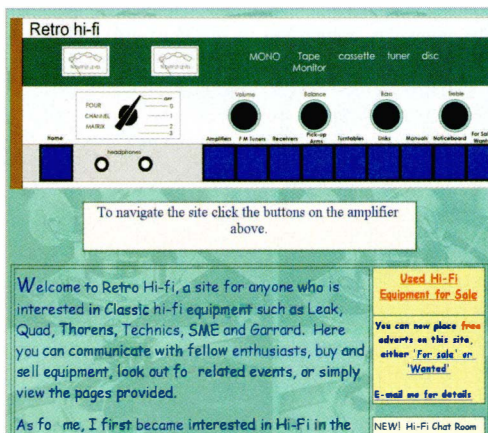 Retro hi-fi
MONO Tape Monitor cassette tuner disc
Volume Balance Bass Treble
FOUR CHANNEL MATRIX
OFF
0
1
2
3
Home
headphones
Amplifiers F M Tuners Receivers Pick-up Arms Turntables Links Manuals Noticeboard For Sale Wante
To navigate the site click the buttons on the amplifier
above.
Welcome to Retro Hi-fi, a site for anyone who is
interested in Classic hi-fi equipment such as Leak,
Quad, Thorens, Technics, SME and Garrard. Here
you can communicate with fellow enthusiasts, buy and
sell equipment, look out fo related events, or simply
view the pages provided.
As fo me, I first became interested in Hi-Fi in the
Used Hi-Fi
Equipment for Sale
You can now place free
adverts on this site,
either 'For sale' or
'Wanted'
E-mail me for details
NEW! Hi-Fi Chat Room